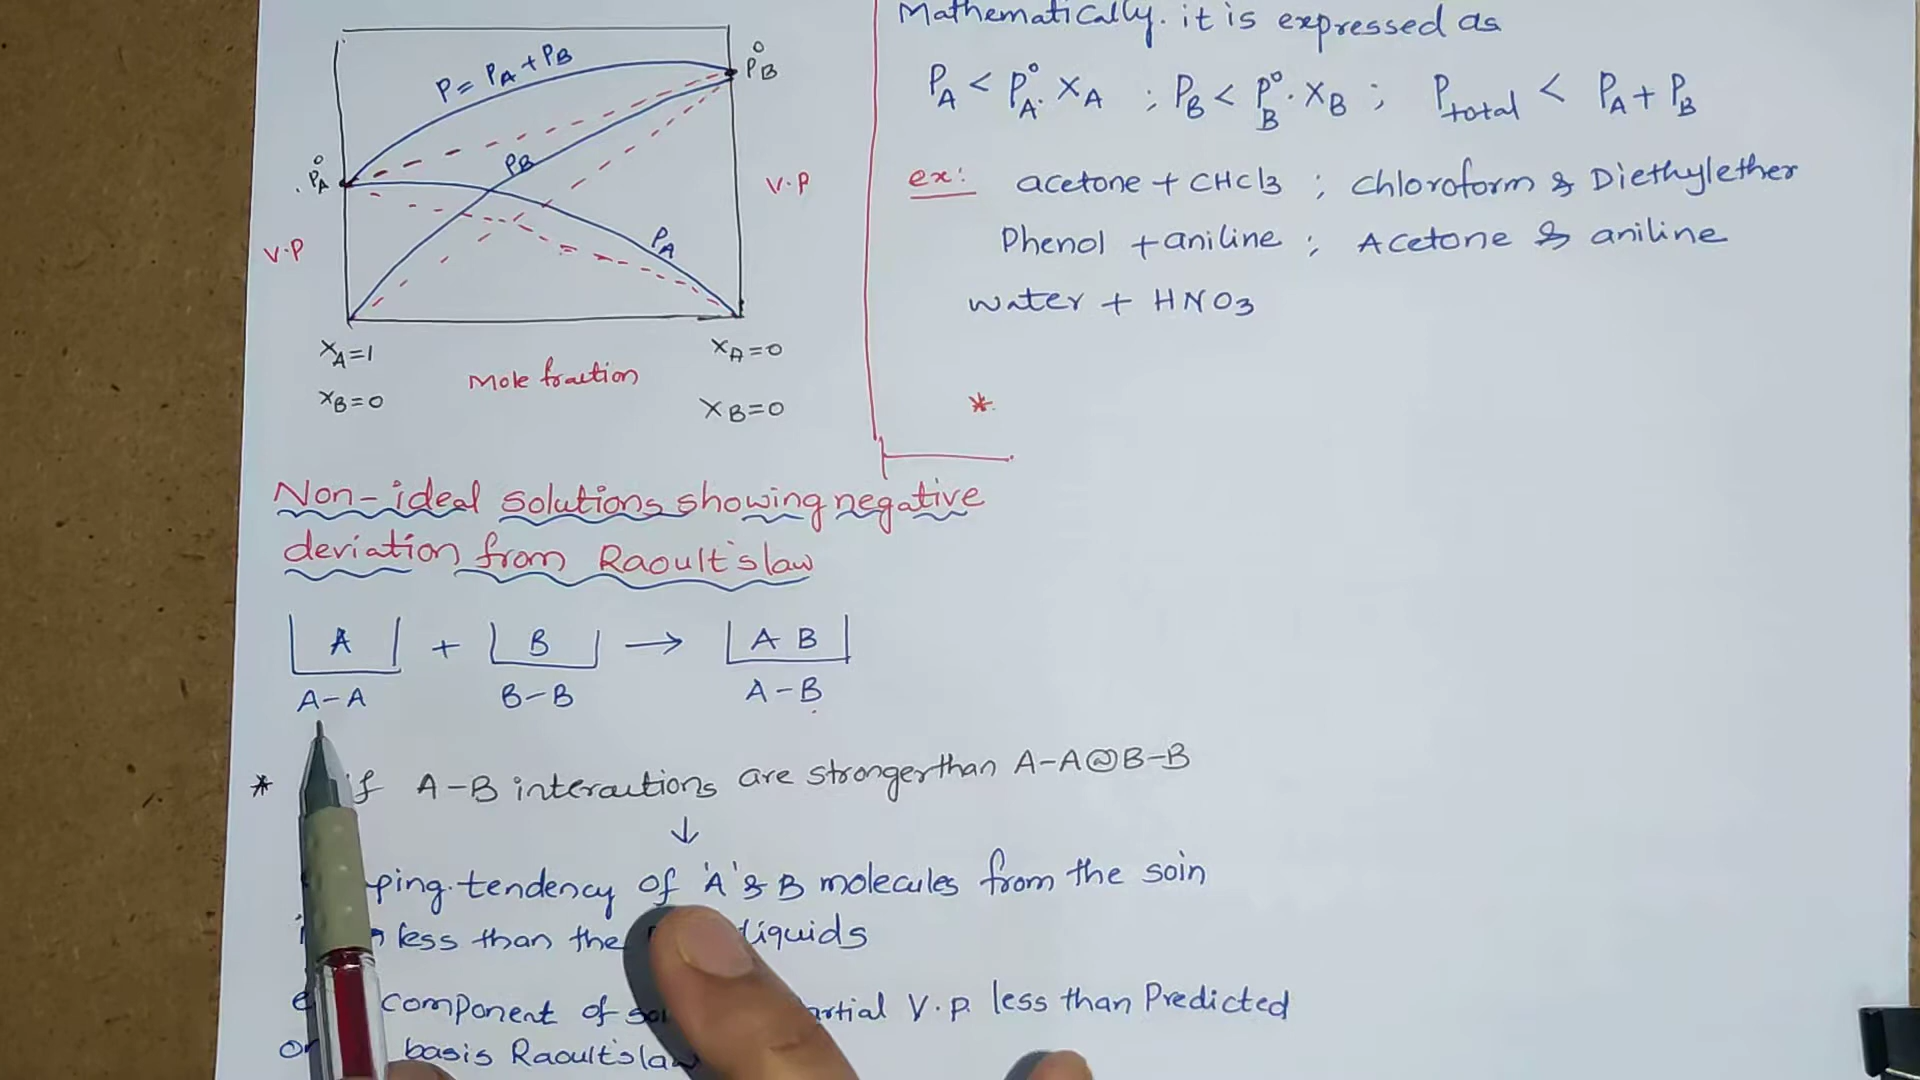 P = PA + PB
P°B
P°A
PB
PA
V.P
V.P
XA=1
XA=0
XB=0
XB=0
Mole fraction
Mathematically. it is expressed as
PA < P°A. XA ; PB < P°B. XB ; Ptotal < PA + PB
ex: acetone + CHCl3 ; chloroform & Diethylether
Phenol + aniline ; Acetone & aniline
water + HNO3
*
Non-ideal solutions showing negative
deviation from Raoult's law
A + B → A B
A-A B-B A-B
* if A-B interactions are stronger than A-A @ B-B
↓
ping tendency of 'A' & B molecules from the soin
less than the liquids
component of artial V.P. less than Predicted
basis Raoult's law